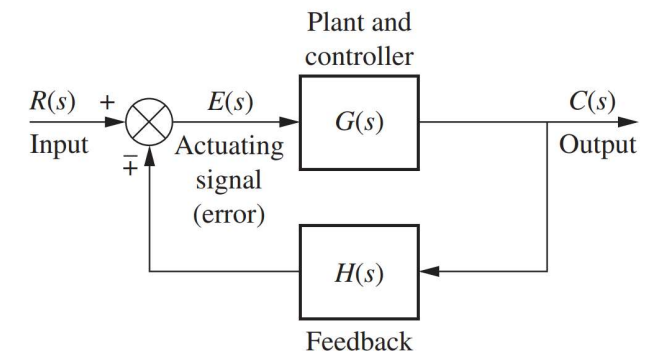 Plant and
controller
R(s) +
E(s)
G(s)
C(s)
Input
∓
Actuating
signal
(error)
Output
H(s)
Feedback